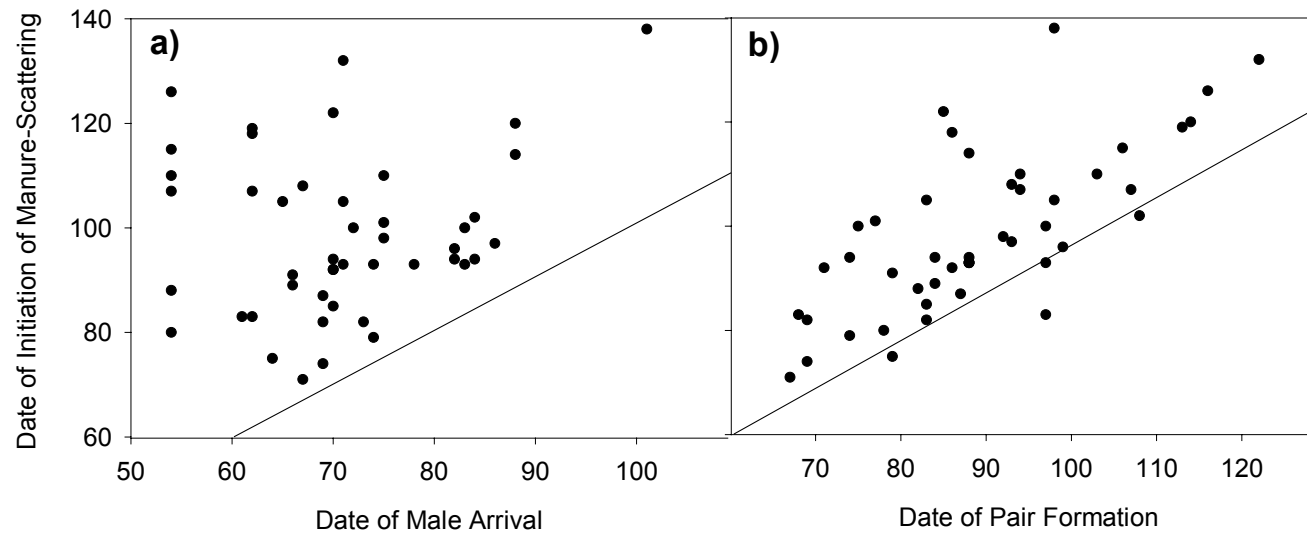 Date of Initiation of Manure-Scattering
140
120
100
80
60
a)
b)
50 60 70 80 90 100
70 80 90 100 110 120
Date of Male Arrival
Date of Pair Formation